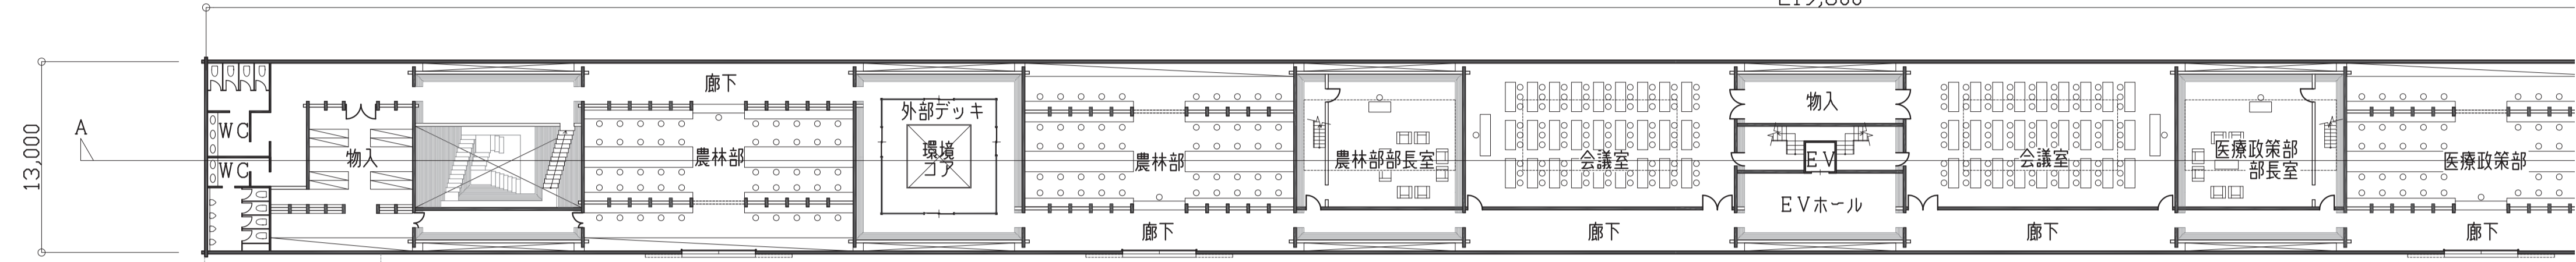 13,000
A
WC
WC
物入
廊下
農林部
外部デッキ
環境
コア
農林部
廊下
農林部部長室
会議室
廊下
物入
EV
EVホール
会議室
廊下
医療政策部
部長室
医療政策部
廊下